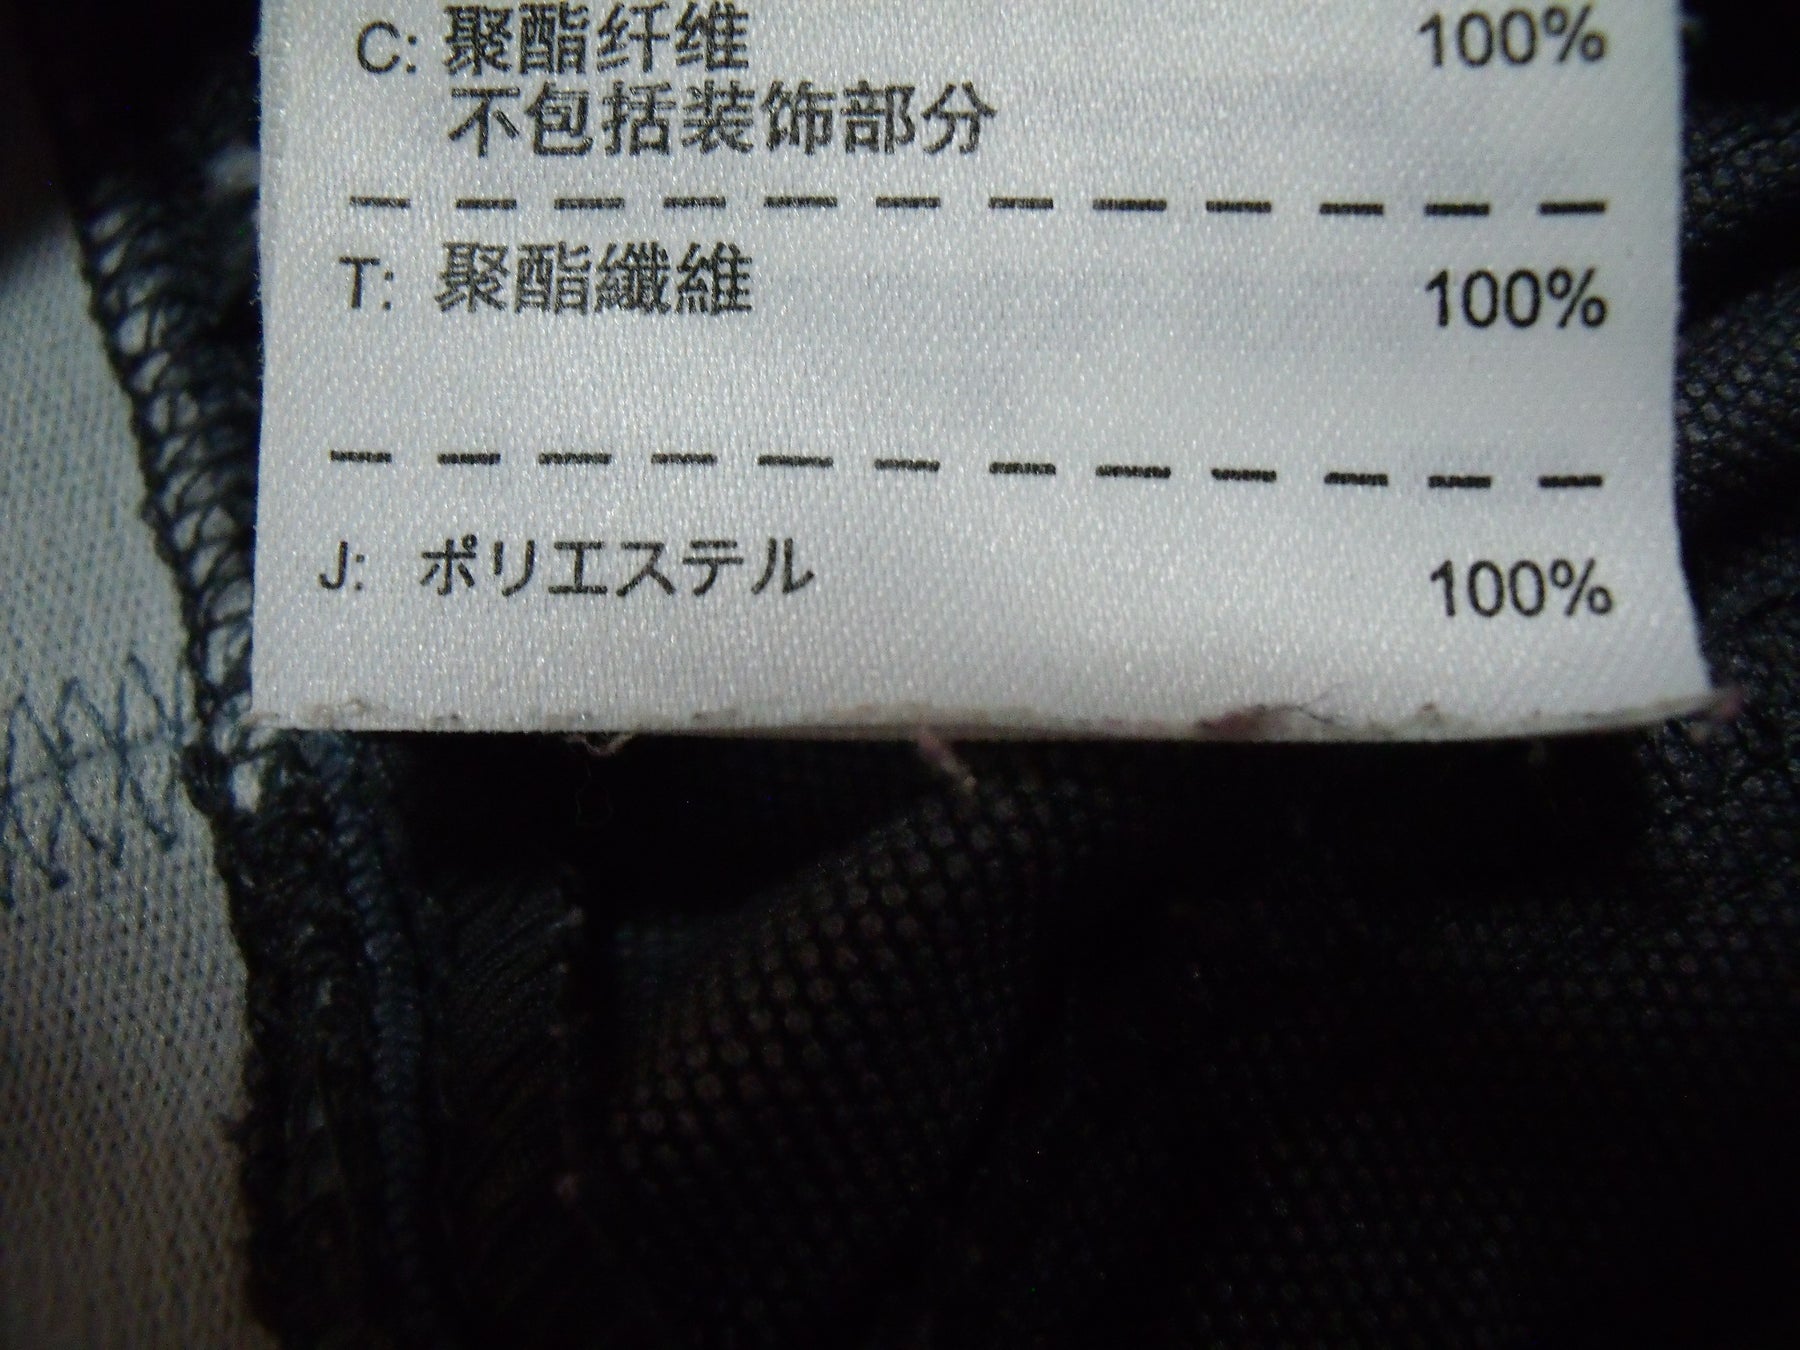 C: 聚酯纤维 100%
不包括装饰部分
T: 聚酯纖維 100%
J: ポリエステル 100%